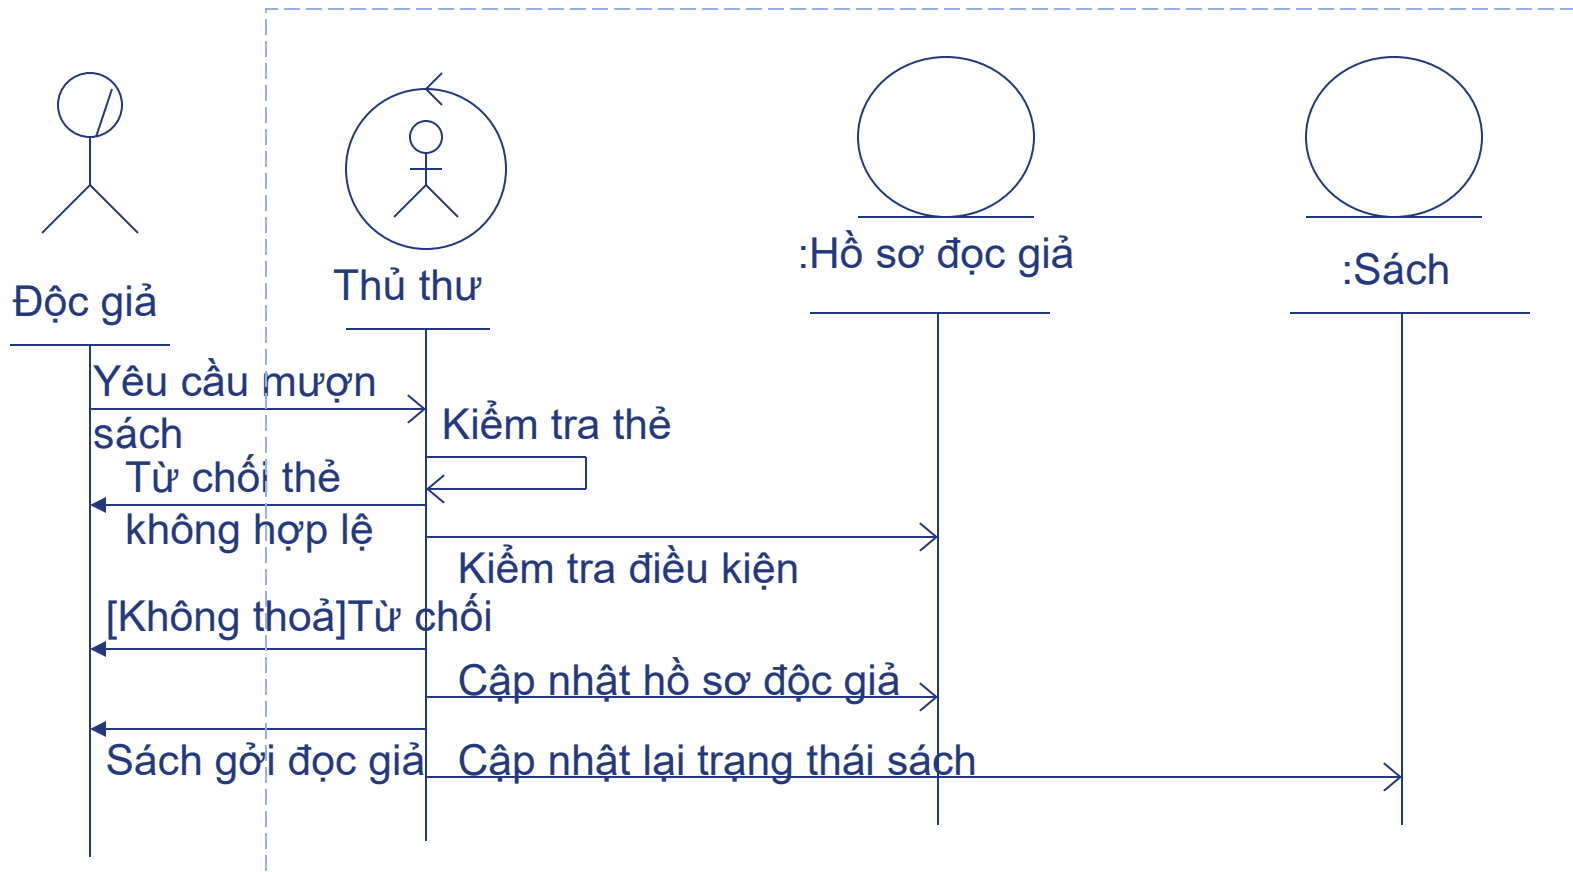 :Hồ sơ đọc giả
:Sách
Thủ thư
Độc giả
Yêu cầu mượn
sách
Kiểm tra thẻ
Từ chối thẻ
không hợp lệ
Kiểm tra điều kiện
[Không thoả]Từ chối
Cập nhật hồ sơ độc giả
Sách gởi đọc giả
Cập nhật lại trạng thái sách